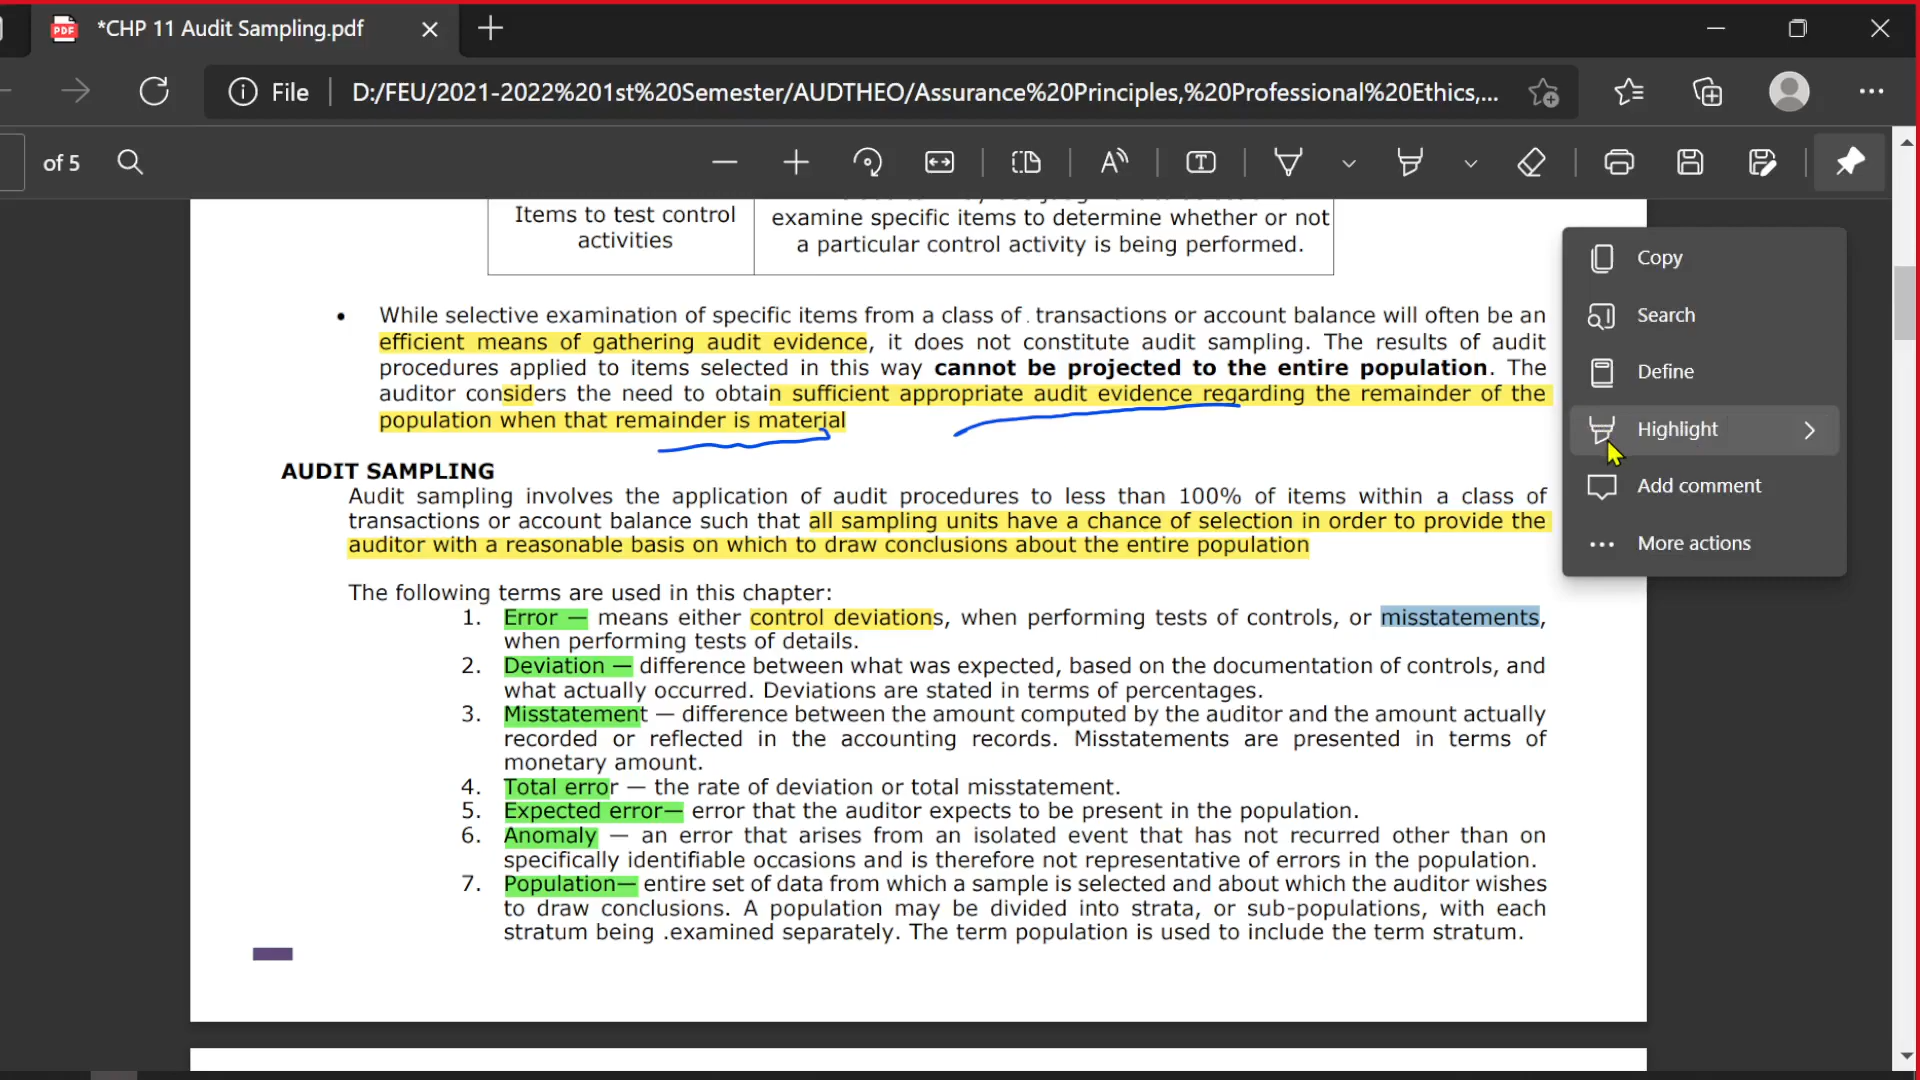 *CHP 11 Audit Sampling.pdf
File
D:/FEU/2021-2022%201st%20Semester/AUDTHEO/Assurance%20Principles,%20Professional%20Ethics,...
of 5
Items to test control
activities
examine specific items to determine whether or not
a particular control activity is being performed.
• While selective examination of specific items from a class of. transactions or account balance will often be an
efficient means of gathering audit evidence, it does not constitute audit sampling. The results of audit
procedures applied to items selected in this way cannot be projected to the entire population. The
auditor considers the need to obtain sufficient appropriate audit evidence regarding the remainder of the
population when that remainder is material
AUDIT SAMPLING
Audit sampling involves the application of audit procedures to less than 100% of items within a class of
transactions or account balance such that all sampling units have a chance of selection in order to provide the
auditor with a reasonable basis on which to draw conclusions about the entire population
The following terms are used in this chapter:
1. Error — means either control deviations, when performing tests of controls, or misstatements,
when performing tests of details.
2. Deviation — difference between what was expected, based on the documentation of controls, and
what actually occurred. Deviations are stated in terms of percentages.
3. Misstatement — difference between the amount computed by the auditor and the amount actually
recorded or reflected in the accounting records. Misstatements are presented in terms of
monetary amount.
4. Total error — the rate of deviation or total misstatement.
5. Expected error— error that the auditor expects to be present in the population.
6. Anomaly — an error that arises from an isolated event that has not recurred other than on
specifically identifiable occasions and is therefore not representative of errors in the population.
7. Population— entire set of data from which a sample is selected and about which the auditor wishes
to draw conclusions. A population may be divided into strata, or sub-populations, with each
stratum being .examined separately. The term population is used to include the term stratum.
Copy
Search
Define
Highlight
Add comment
More actions